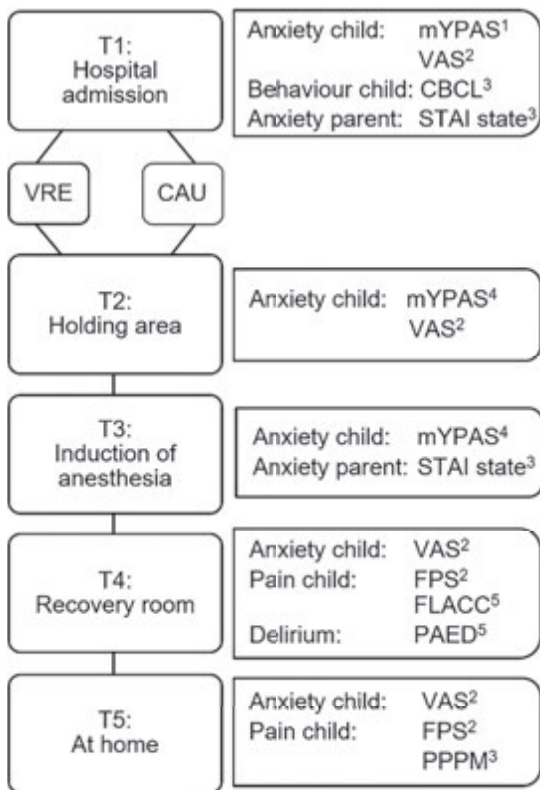 T1:
Hospital
admission
Anxiety child: mYPAS¹
VAS²
Behaviour child: CBCL³
Anxiety parent: STAI state³
VRE
CAU
T2:
Holding area
Anxiety child: mYPAS⁴
VAS²
T3:
Induction of
anesthesia
Anxiety child: mYPAS⁴
Anxiety parent: STAI state³
T4:
Recovery room
Anxiety child: VAS²
Pain child: FPS²
FLACC⁵
Delirium: PAED⁵
T5:
At home
Anxiety child: VAS²
Pain child: FPS²
PPPM³